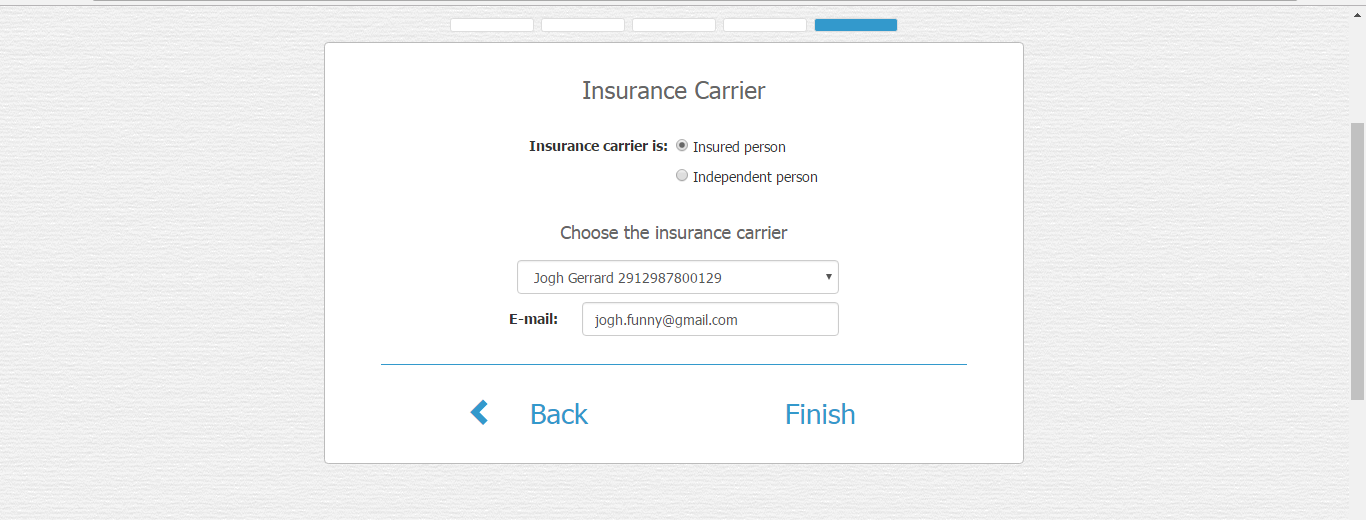 Insurance Carrier
Insurance carrier is: Insured person
Independent person
Choose the insurance carrier
Jogh Gerrard 2912987800129
E-mail: jogh.funny@gmail.com
Back Finish